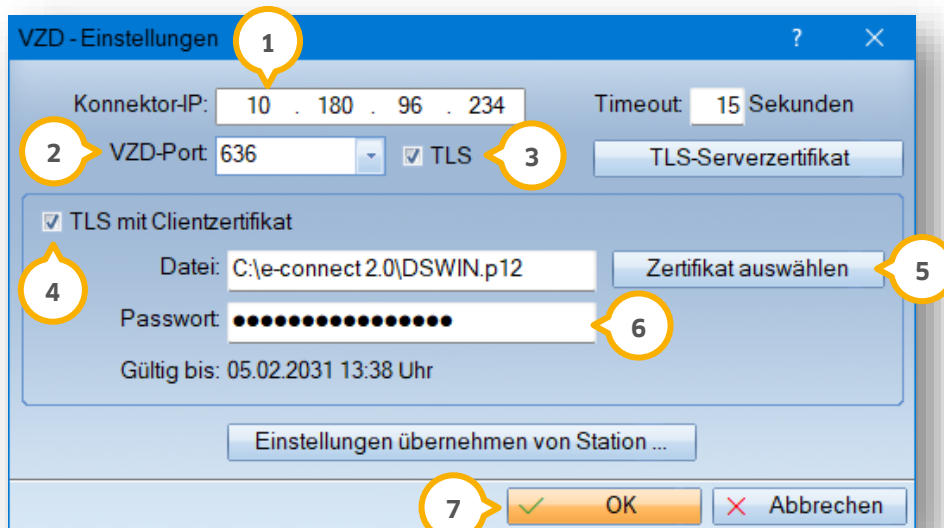 VZD - Einstellungen ? ×
1
Konnektor-IP: 10 . 180 . 96 . 234 Timeout: 15 Sekunden
2 VZD-Port: 636 TLS 3 TLS-Serverzertifikat
TLS mit Clientzertifikat
4 Datei: C:\e-connect 2.0\DSWIN.p12 Zertifikat auswählen 5
Passwort: ●●●●●●●●●●●●●●●● 6
Gültig bis: 05.02.2031 13:38 Uhr
Einstellungen übernehmen von Station ...
7 OK Abbrechen